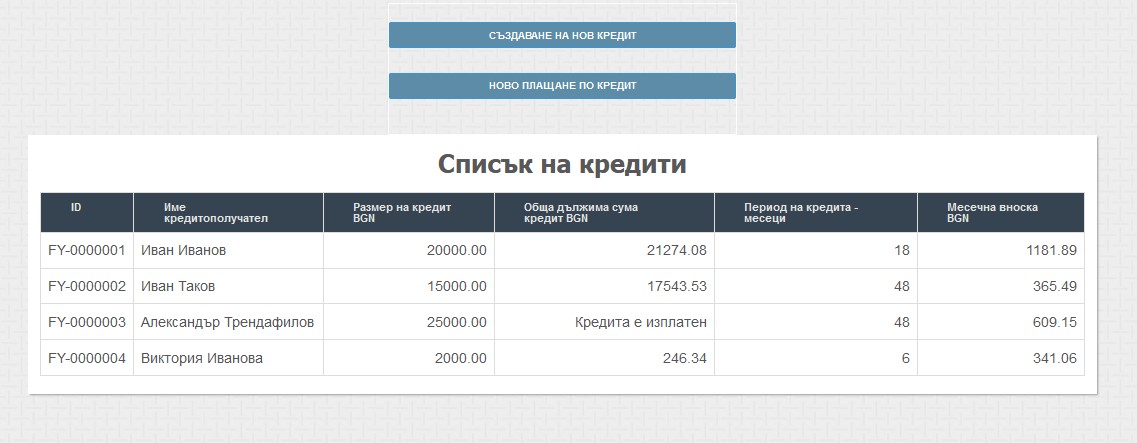 СЪЗДАВАНЕ НА НОВ КРЕДИТ
НОВО ПЛАЩАНЕ ПО КРЕДИТ
Списък на кредити
ID Име кредитополучател Размер на кредит BGN Обща дължима сума кредит BGN Период на кредита - месеци Месечна вноска BGN
FY-0000001 Иван Иванов 20000.00 21274.08 18 1181.89
FY-0000002 Иван Таков 15000.00 17543.53 48 365.49
FY-0000003 Александър Трендафилов 25000.00 Кредита е изплатен 48 609.15
FY-0000004 Виктория Иванова 2000.00 246.34 6 341.06